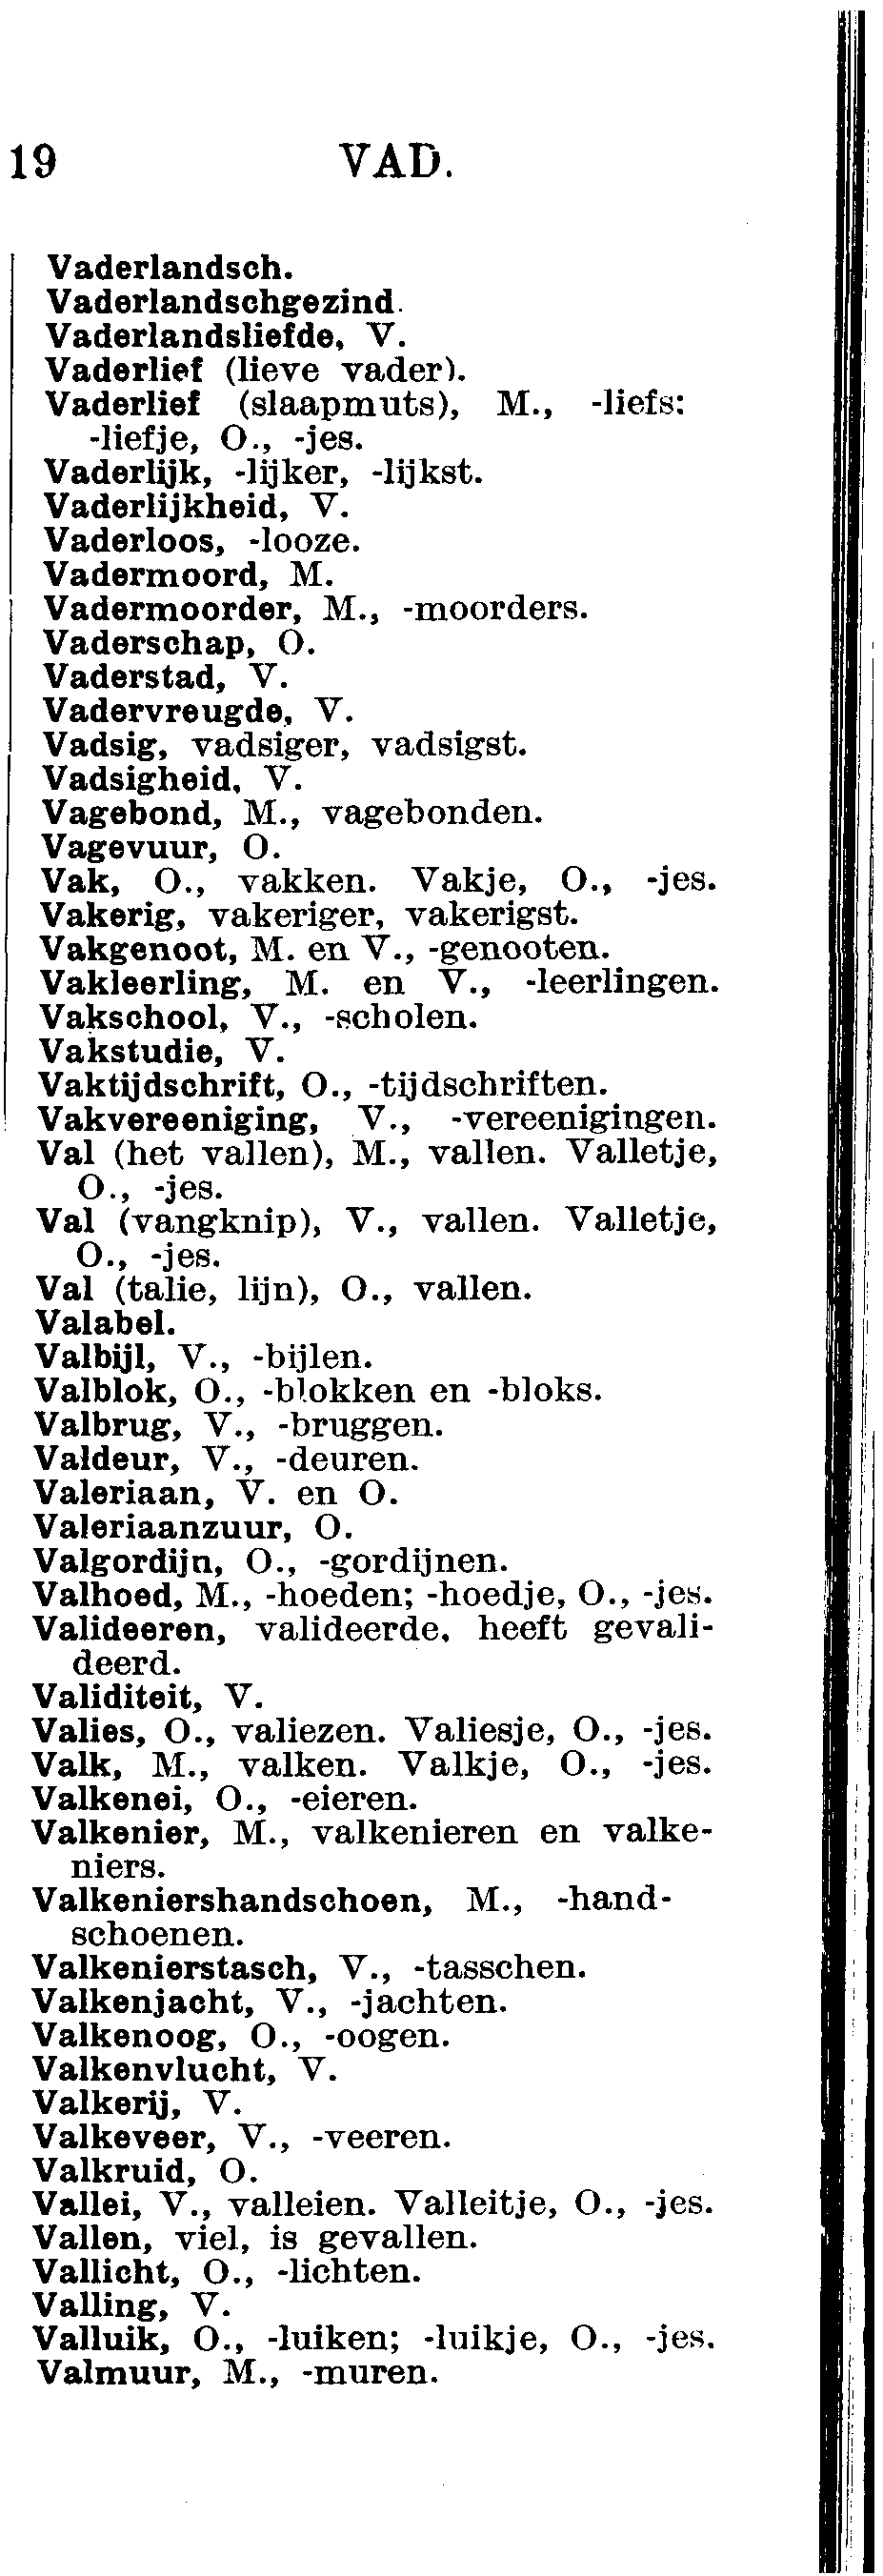 19 VAD.
Vaderlandsch.
Vaderlandschgezind.
Vaderlandsliefde, V.
Vaderlief (lieve vader).
Vaderlief (slaapmuts), M., -liefs:
-liefje, O., -jes.
Vaderlijk, -lijker, -lijkst.
Vaderlijkheid, V.
Vaderloos, -looze.
Vadermoord, M.
Vadermoorder, M., -moorders.
Vaderschap, O.
Vaderstad, V.
Vadervreugde, V.
Vadsig, vadsiger, vadsigst.
Vadsigheid, V.
Vagebond, M., vagebonden.
Vagevuur, O.
Vak, O., vakken. Vakje, O., -jes.
Vakerig, vakeriger, vakerigst.
Vakgenoot, M. en V., -genooten.
Vakleerling, M. en V., -leerlingen.
Vakschool, V., -scholen.
Vakstudie, V.
Vaktijdschrift, O., -tijdschriften.
Vakvereeniging, V., -vereenigingen.
Val (het vallen), M., vallen. Valletje,
O., -jes.
Val (vangknip), V., vallen. Valletje,
O., -jes.
Val (talie, lijn), O., vallen.
Valabel.
Valbijl, V., -bijlen.
Valblok, O., -blokken en -bloks.
Valbrug, V., -bruggen.
Valdeur, V., -deuren.
Valeriaan, V. en O.
Valeriaanzuur, O.
Valgordijn, O., -gordijnen.
Valhoed, M., -hoeden; -hoedje, O., -jes.
Valideeren, valideerde, heeft gevali-
deerd.
Validiteit, V.
Valies, O., valiezen. Valiesje, O., -jes.
Valk, M., valken. Valkje, O., -jes.
Valkenei, O., -eieren.
Valkenier, M., valkenieren en valke-
niers.
Valkeniershandschoen, M., -hand-
schoenen.
Valkenierstasch, V., -tasschen.
Valkenjacht, V., -jachten.
Valkenoog, O., -oogen.
Valkenvlucht, V.
Valkerij, V.
Valkeveer, V., -veeren.
Valkruid, O.
Vallei, V., valleien. Valleitje, O., -jes.
Vallen, viel, is gevallen.
Vallicht, O., -lichten.
Valling, V.
Valluik, O., -luiken; -luikje, O., -jes.
Valmuur, M., -muren.